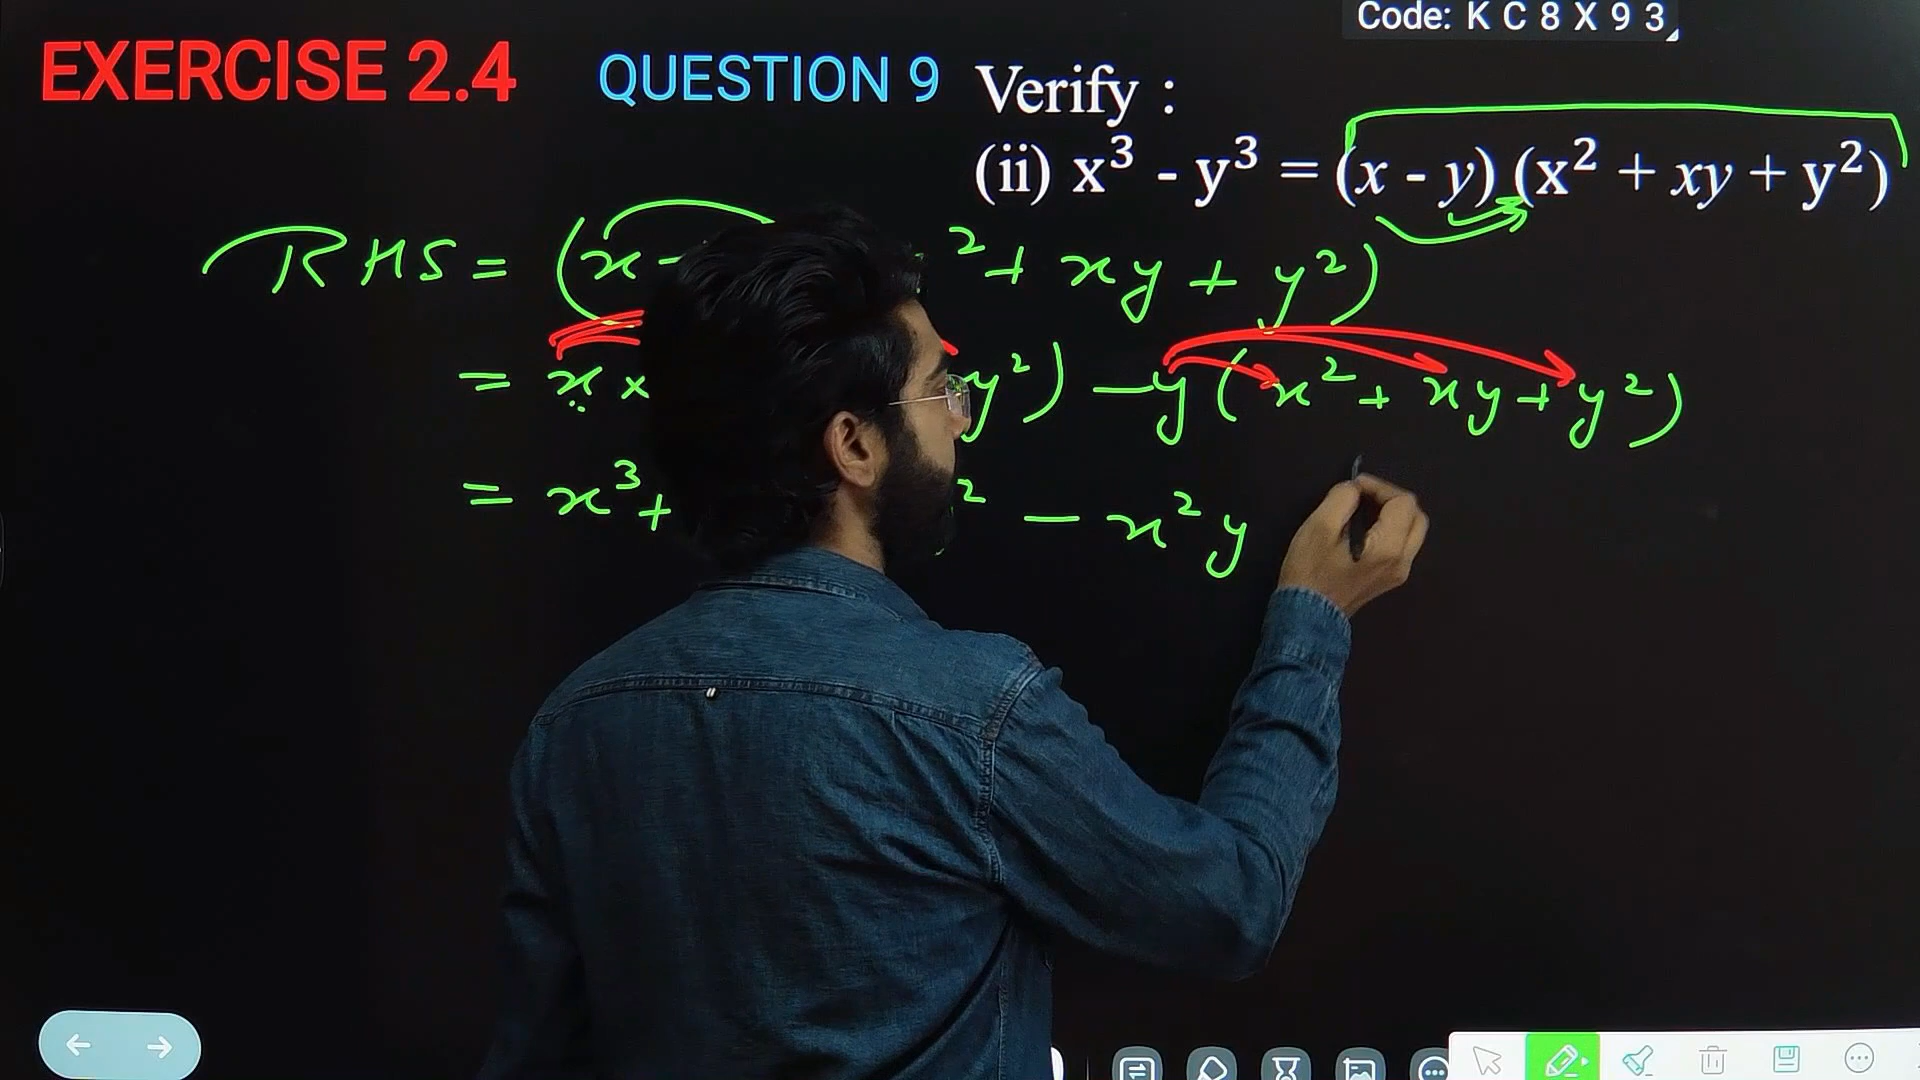 Code: K C 8 X 9 3
EXERCISE 2.4 QUESTION 9 Verify :
(ii) x³ - y³ = (x - y) (x² + xy + y²)
RHS = (x - ² + xy + y²)
= x × y²) - y (x² + xy + y²)
= x³ + ² - x²y